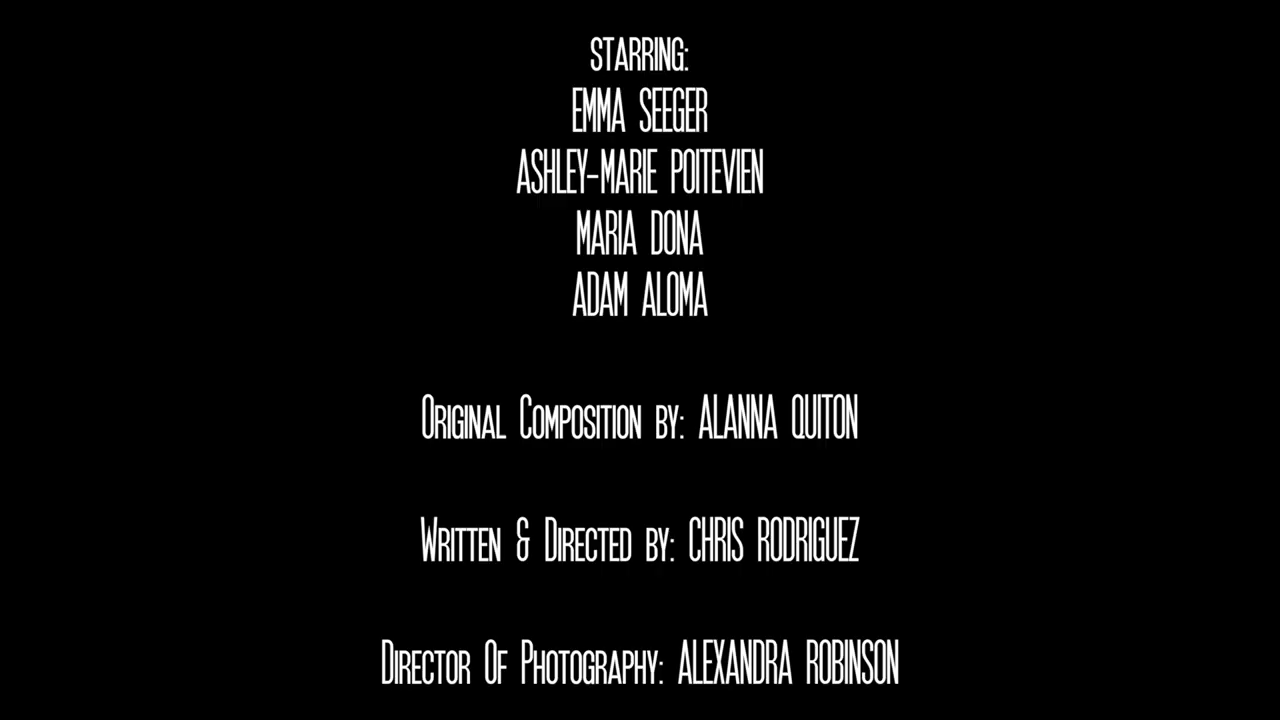 STARRING:
EMMA SEEGER
ASHLEY-MARIE POITEVIEN
MARIA DONA
ADAM ALOMA
Original Composition by: ALANNA QUITON
Written & Directed by: CHRIS RODRIGUEZ
Director Of Photography: ALEXANDRA ROBINSON